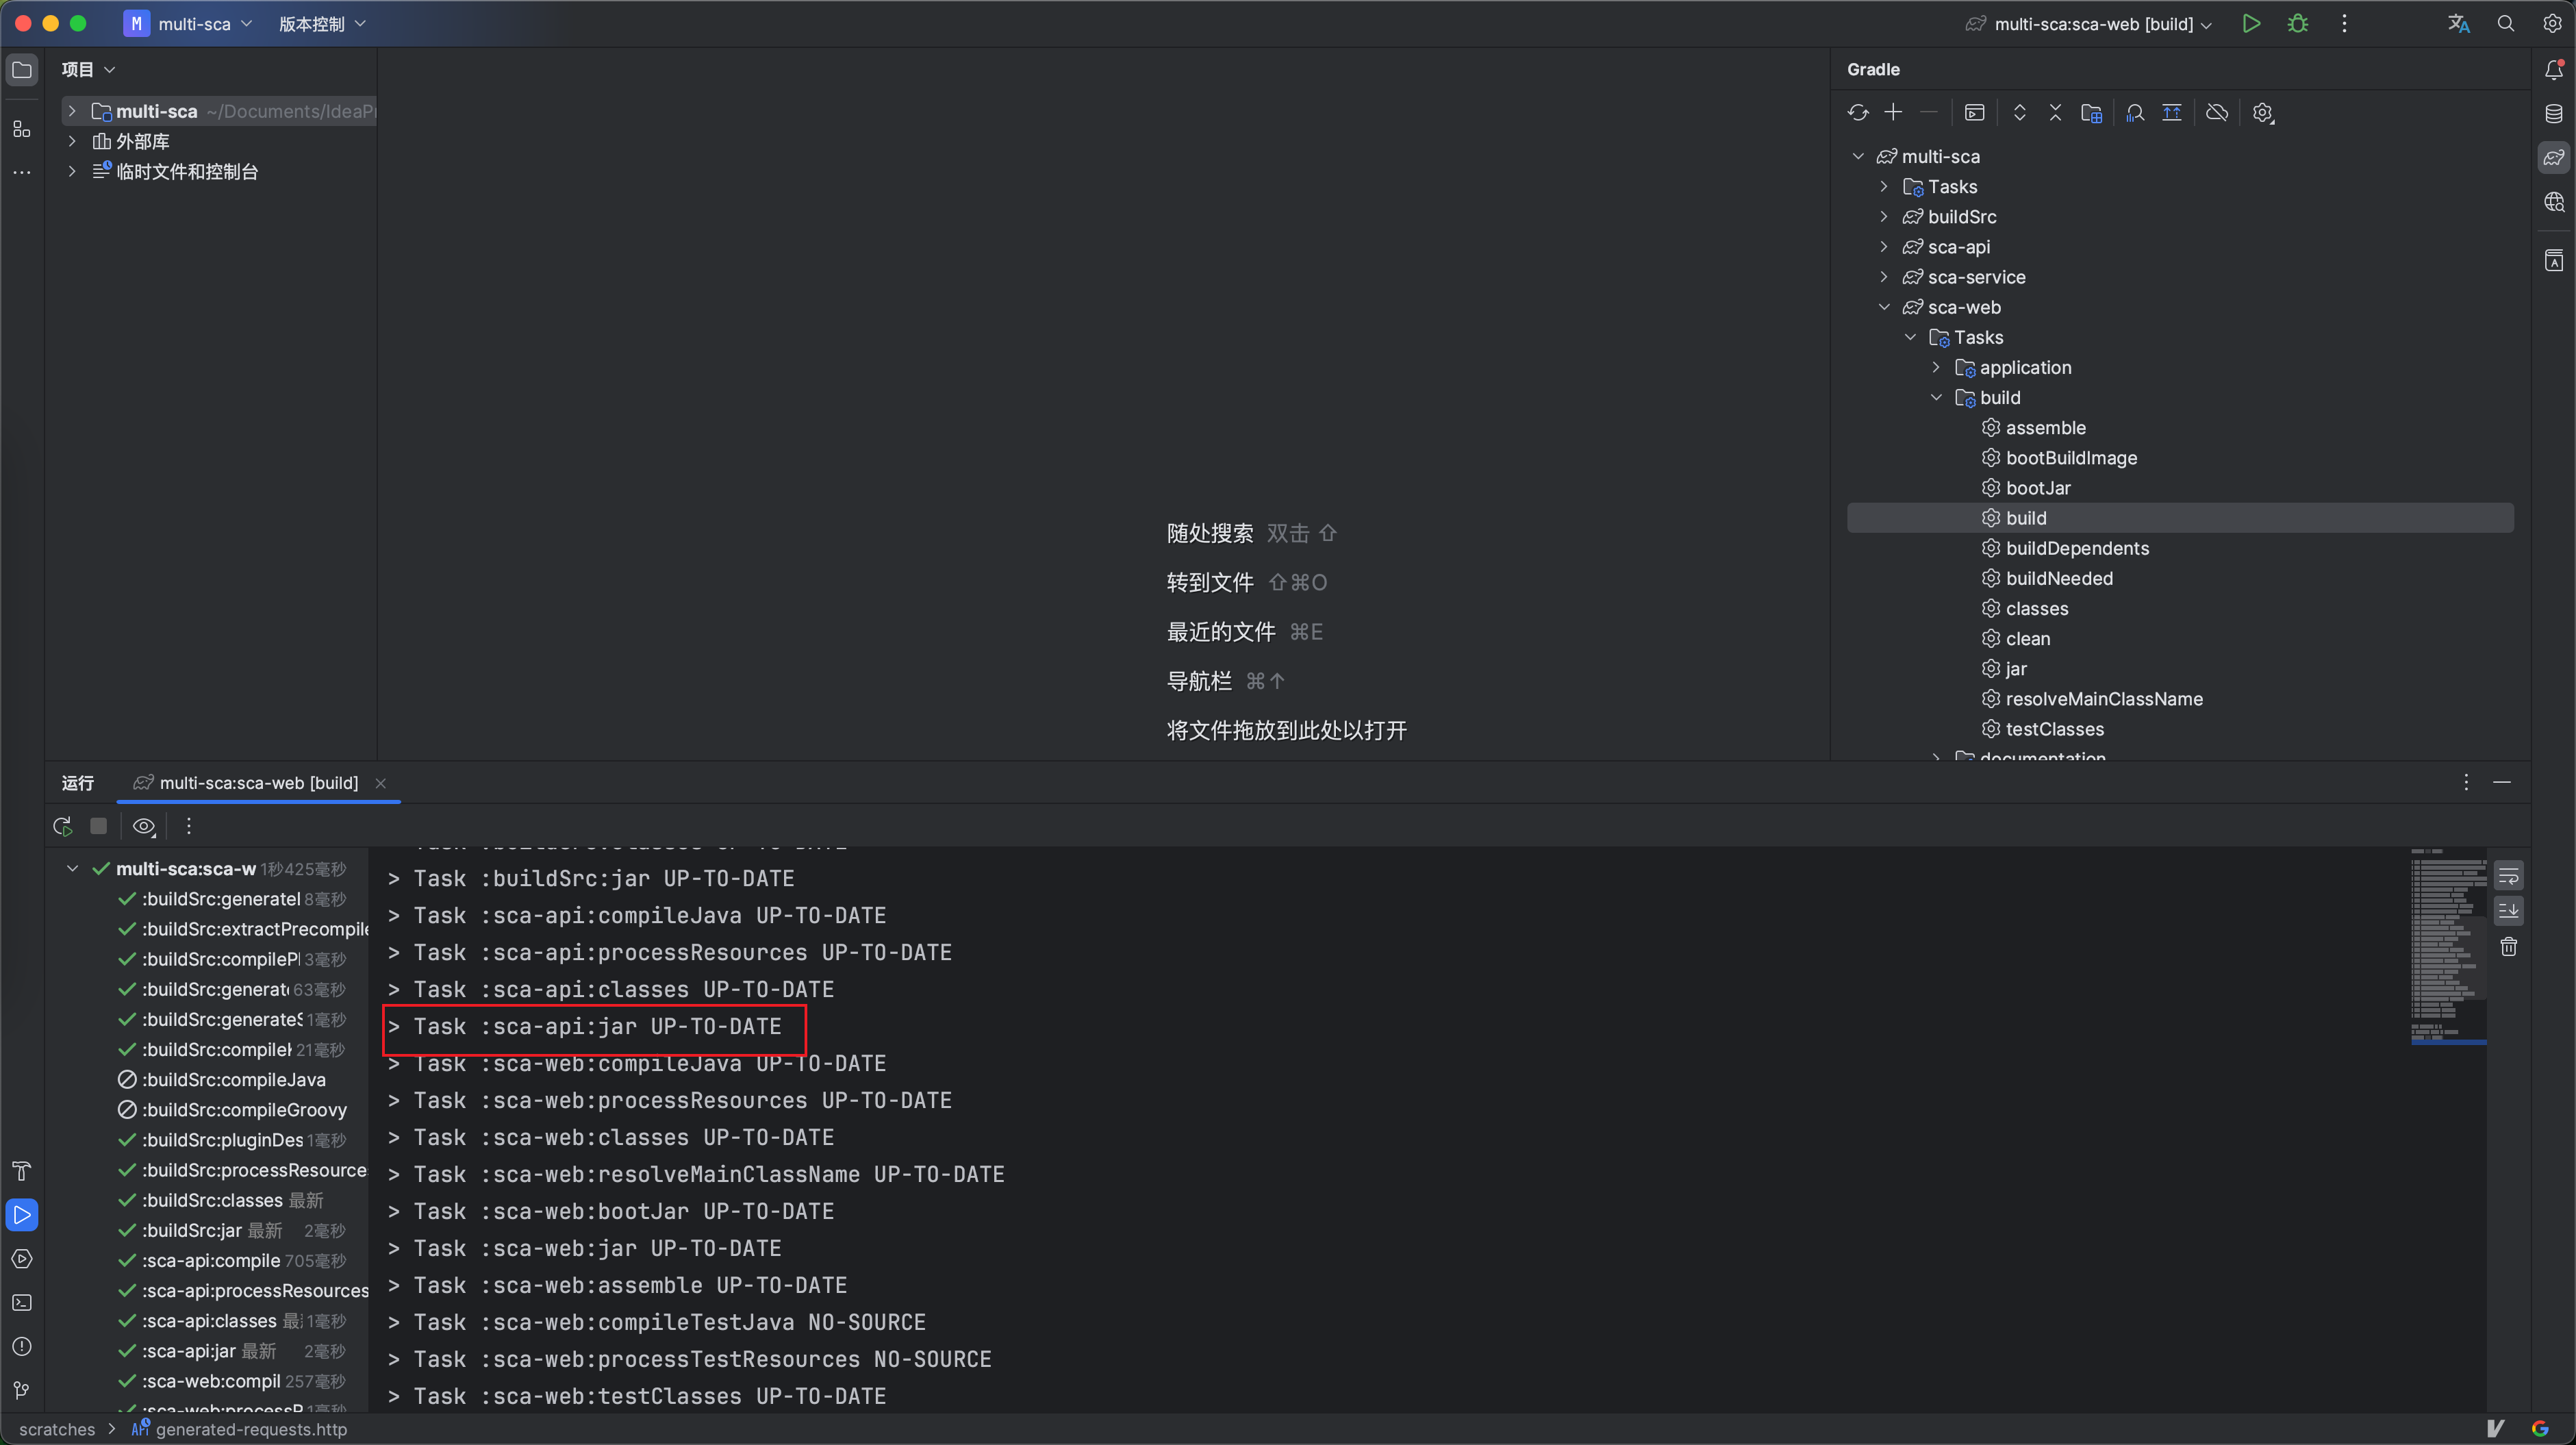 M multi-sca 版本控制
multi-sca:sca-web [build]
项目
multi-sca ~/Documents/IdeaPr
外部库
临时文件和控制台
随处搜索 双击 ⇧
转到文件 ⇧⌘O
最近的文件 ⌘E
导航栏 ⌘↑
将文件拖放到此处以打开
Gradle
multi-sca
Tasks
buildSrc
sca-api
sca-service
sca-web
Tasks
application
build
assemble
bootBuildImage
bootJar
build
buildDependents
buildNeeded
classes
clean
jar
resolveMainClassName
testClasses
documentation
运行 multi-sca:sca-web [build]
multi-sca:sca-w 1秒425毫秒
:buildSrc:generatel 8毫秒
:buildSrc:extractPrecompile
:buildSrc:compilePl 3毫秒
:buildSrc:generate 63毫秒
:buildSrc:generateS 1毫秒
:buildSrc:compilek 21毫秒
:buildSrc:compileJava
:buildSrc:compileGroovy
:buildSrc:pluginDes 1毫秒
:buildSrc:processResources
:buildSrc:classes 最新
:buildSrc:jar 最新 2毫秒
:sca-api:compile 705毫秒
:sca-api:processResources
:sca-api:classes 最 1毫秒
:sca-api:jar 最新 2毫秒
:sca-web:compil 257毫秒
:sca-web:processR 1毫秒
> Task :buildSrc:classes UP-TO-DATE
> Task :buildSrc:jar UP-TO-DATE
> Task :sca-api:compileJava UP-TO-DATE
> Task :sca-api:processResources UP-TO-DATE
> Task :sca-api:classes UP-TO-DATE
> Task :sca-api:jar UP-TO-DATE
> Task :sca-web:compileJava UP-TO-DATE
> Task :sca-web:processResources UP-TO-DATE
> Task :sca-web:classes UP-TO-DATE
> Task :sca-web:resolveMainClassName UP-TO-DATE
> Task :sca-web:bootJar UP-TO-DATE
> Task :sca-web:jar UP-TO-DATE
> Task :sca-web:assemble UP-TO-DATE
> Task :sca-web:compileTestJava NO-SOURCE
> Task :sca-web:processTestResources NO-SOURCE
> Task :sca-web:testClasses UP-TO-DATE
scratches > API generated-requests.http